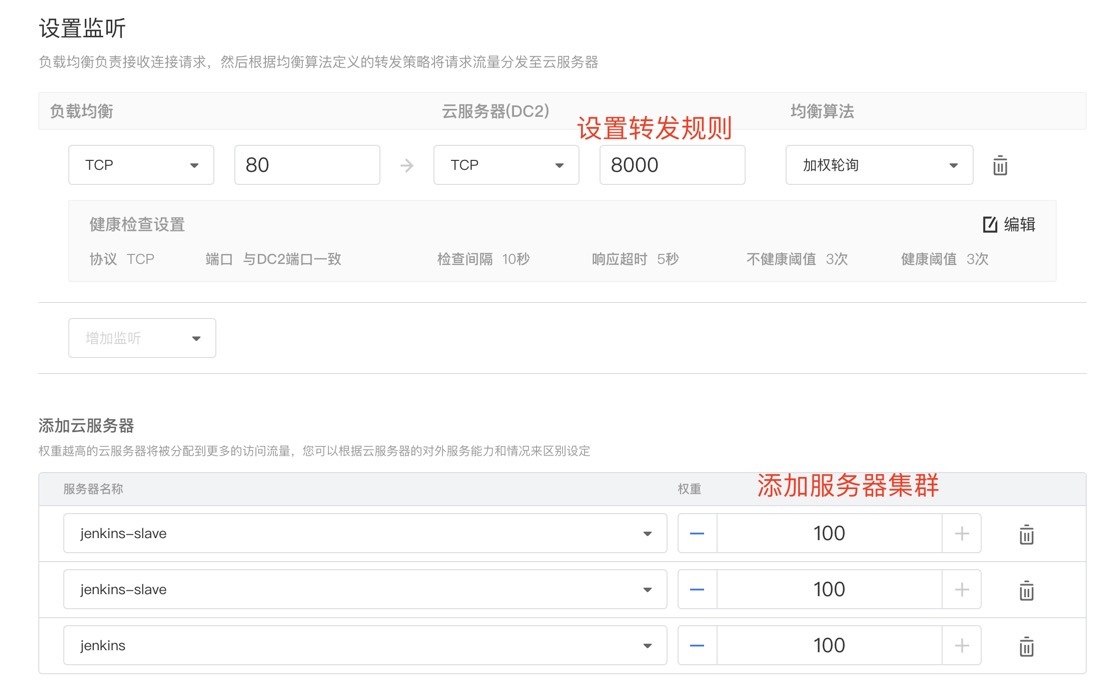 设置监听
负载均衡负责接收连接请求，然后根据均衡算法定义的转发策略将请求流量分发至云服务器
负载均衡 云服务器(DC2) 均衡算法
设置转发规则
TCP 80 TCP 8000 加权轮询
健康检查设置 编辑
协议 TCP 端口 与DC2端口一致 检查间隔 10秒 响应超时 5秒 不健康阈值 3次 健康阈值 3次
增加监听
添加云服务器
权重越高的云服务器将被分配到更多的访问流量，您可以根据云服务器的对外服务能力和情况来区别设定
服务器名称 权重 添加服务器集群
jenkins-slave 100
jenkins-slave 100
jenkins 100